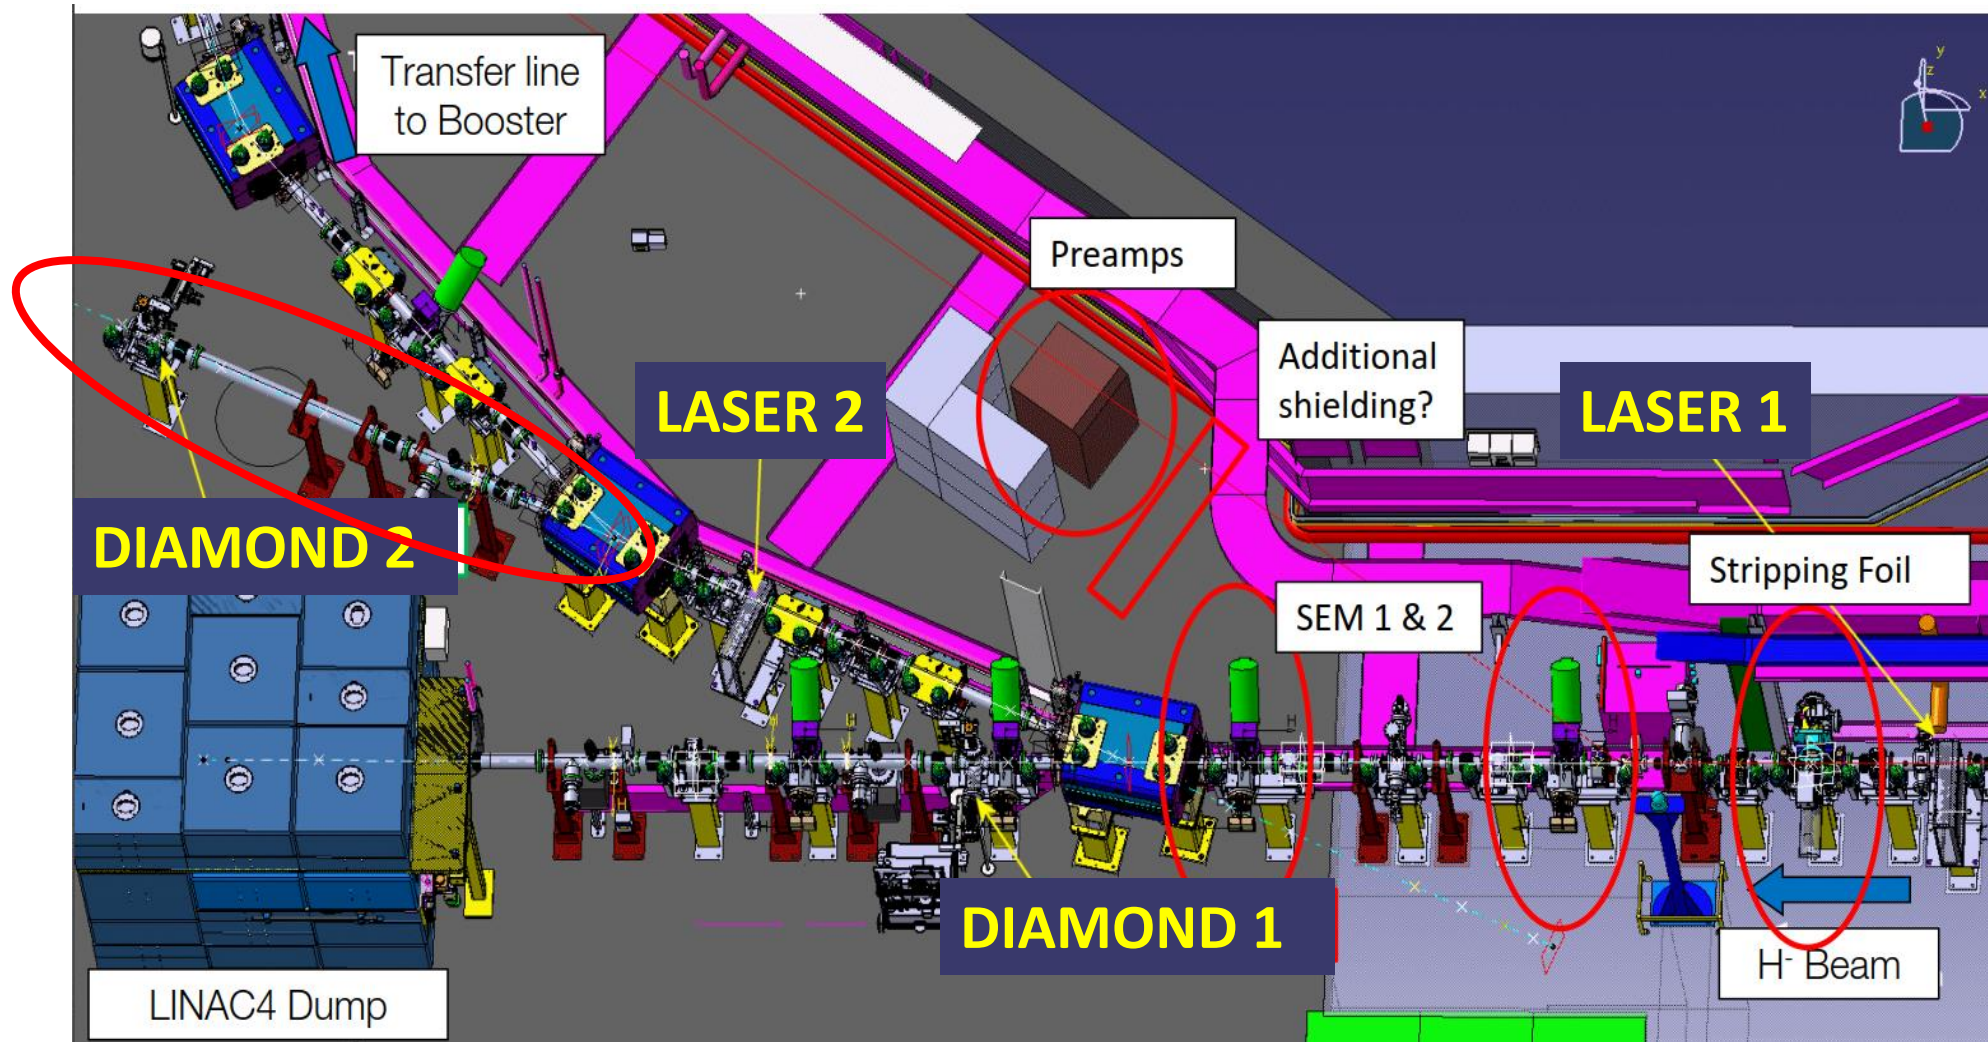 Transfer line
to Booster
y
z
x
Preamps
Additional
shielding?
LASER 2
LASER 1
DIAMOND 2
Stripping Foil
SEM 1 & 2
H
H
H
H
DIAMOND 1
H⁻ Beam
LINAC4 Dump